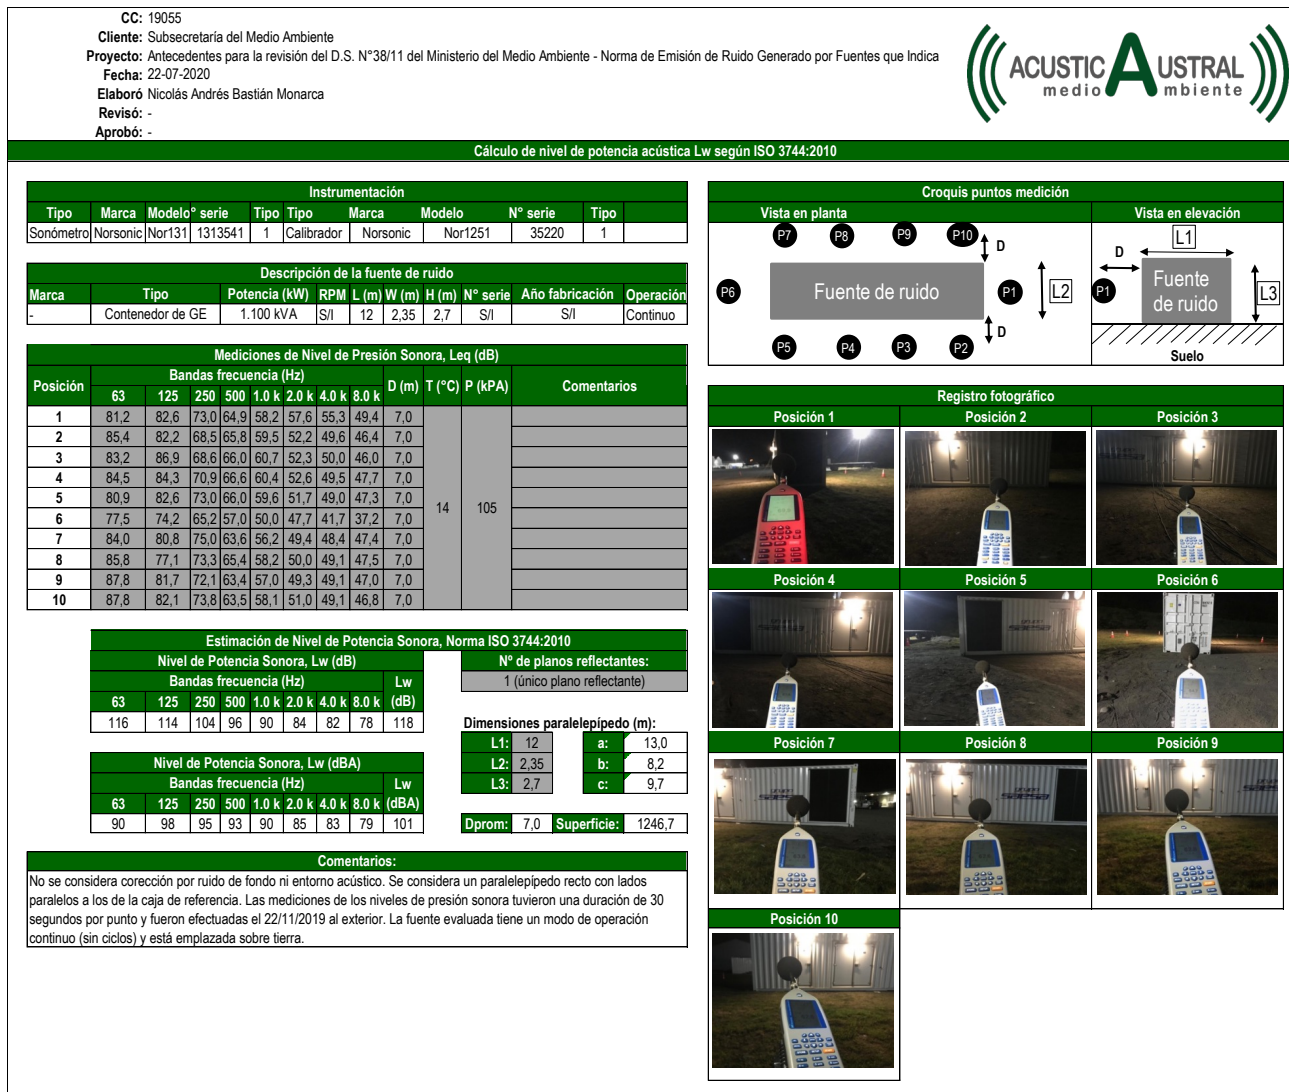 CC: 19055
Cliente: Subsecretaría del Medio Ambiente
Proyecto: Antecedentes para la revisión del D.S. N°38/11 del Ministerio del Medio Ambiente - Norma de Emisión de Ruido Generado por Fuentes que Indica
Fecha: 22-07-2020
Elaboró Nicolás Andrés Bastián Monarca
Revisó: -
Aprobó: -
ACUSTIC AUSTRAL
medio Ambiente
Cálculo de nivel de potencia acústica Lw según ISO 3744:2010
Instrumentación
Tipo Marca Modelo ° serie Tipo Tipo Marca Modelo N° serie Tipo
Sonómetro Norsonic Nor131 1313541 1 Calibrador Norsonic Nor1251 35220 1
Descripción de la fuente de ruido
Marca Tipo Potencia (kW) RPM L (m) W (m) H (m) N° serie Año fabricación Operación
- Contenedor de GE 1.100 kVA S/I 12 2,35 2,7 S/I S/I Continuo
Mediciones de Nivel de Presión Sonora, Leq (dB)
Posición Bandas frecuencia (Hz) D (m) T (°C) P (kPA) Comentarios
63 125 250 500 1.0 k 2.0 k 4.0 k 8.0 k
1 81,2 82,6 73,0 64,9 58,2 57,6 55,3 49,4 7,0
2 85,4 82,2 68,5 65,8 59,5 52,2 49,6 46,4 7,0
3 83,2 86,9 68,6 66,0 60,7 52,3 50,0 46,0 7,0
4 84,5 84,3 70,9 66,6 60,4 52,6 49,5 47,7 7,0
5 80,9 82,6 73,0 66,0 59,6 51,7 49,0 47,3 7,0
14 105
6 77,5 74,2 65,2 57,0 50,0 47,7 41,7 37,2 7,0
7 84,0 80,8 75,0 63,6 56,2 49,4 48,4 47,4 7,0
8 85,8 77,1 73,3 65,4 58,2 50,0 49,1 47,5 7,0
9 87,8 81,7 72,1 63,4 57,0 49,3 49,1 47,0 7,0
10 87,8 82,1 73,8 63,5 58,1 51,0 49,1 46,8 7,0
Estimación de Nivel de Potencia Sonora, Norma ISO 3744:2010
Nivel de Potencia Sonora, Lw (dB)
Bandas frecuencia (Hz) Lw
63 125 250 500 1.0 k 2.0 k 4.0 k 8.0 k (dB)
116 114 104 96 90 84 82 78 118
Nivel de Potencia Sonora, Lw (dBA)
Bandas frecuencia (Hz) Lw
63 125 250 500 1.0 k 2.0 k 4.0 k 8.0 k (dBA)
90 98 95 93 90 85 83 79 101
Nº de planos reflectantes:
1 (único plano reflectante)
Dimensiones paralelepípedo (m):
L1: 12 a: 13,0
L2: 2,35 b: 8,2
L3: 2,7 c: 9,7
Dprom: 7,0 Superficie: 1246,7
Comentarios:
No se considera corección por ruido de fondo ni entorno acústico. Se considera un paralelepípedo recto con lados
paralelos a los de la caja de referencia. Las mediciones de los niveles de presión sonora tuvieron una duración de 30
segundos por punto y fueron efectuadas el 22/11/2019 al exterior. La fuente evaluada tiene un modo de operación
continuo (sin ciclos) y está emplazada sobre tierra.
Croquis puntos medición
Vista en planta Vista en elevación
P7 P8 P9 P10 D
P6 Fuente de ruido P1 L2
P5 P4 P3 P2 D
L1
D
P1 Fuente
de ruido L3
Suelo
Registro fotográfico
Posición 1 Posición 2 Posición 3
Posición 4 Posición 5 Posición 6
Posición 7 Posición 8 Posición 9
Posición 10